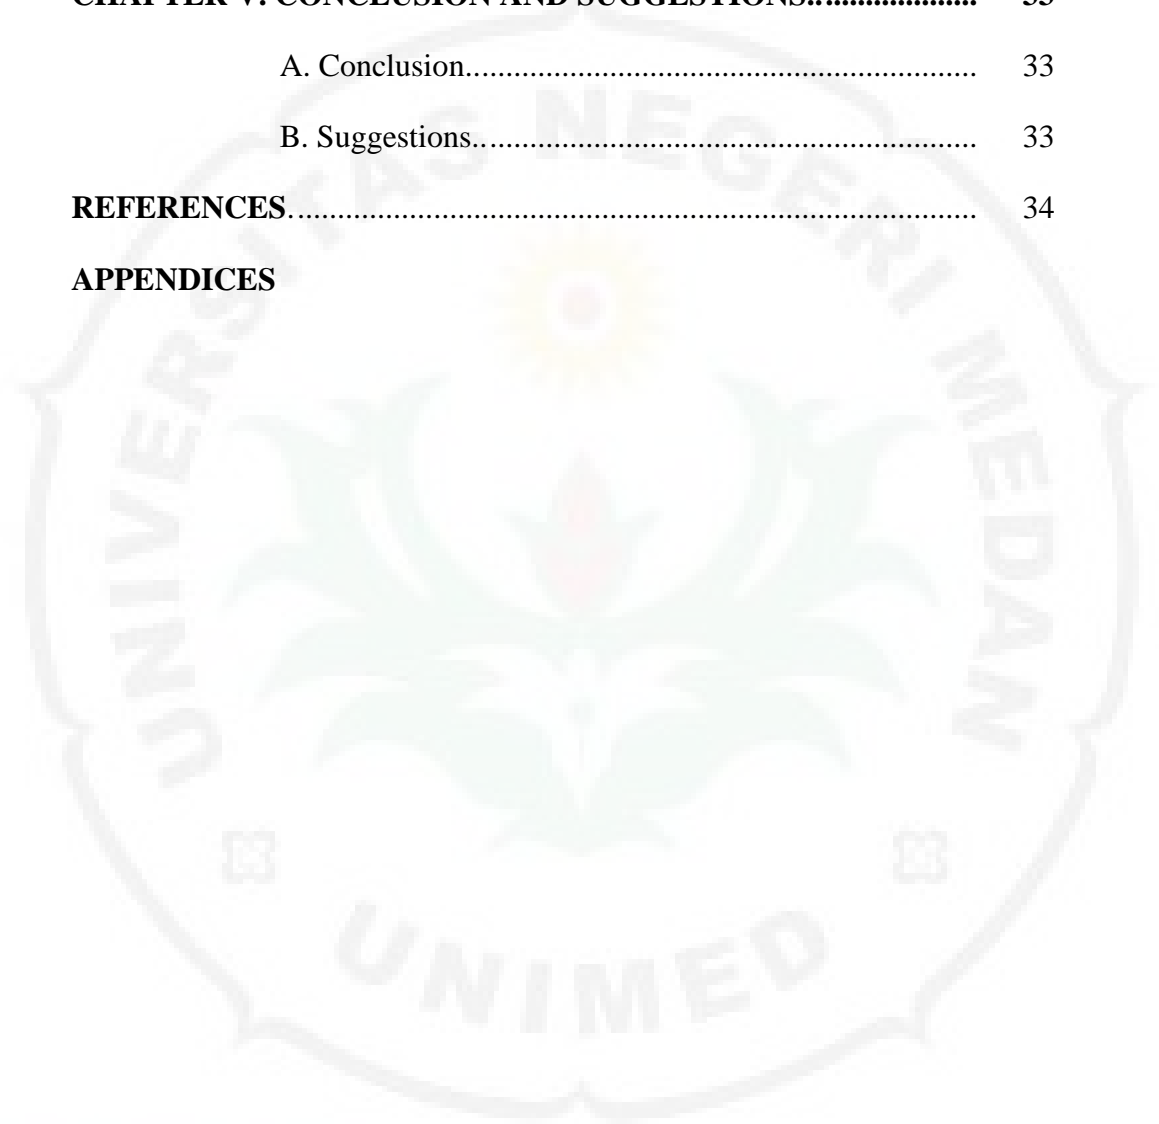 CHAPTER V. CONCLUSION AND SUGGESTIONS........................ 33
A. Conclusion.............................................................. 33
B. Suggestions............................................................. 33
REFERENCES..................................................................................... 34
APPENDICES
UNIVERSITAS NEGERI MEDAN
UNIMED